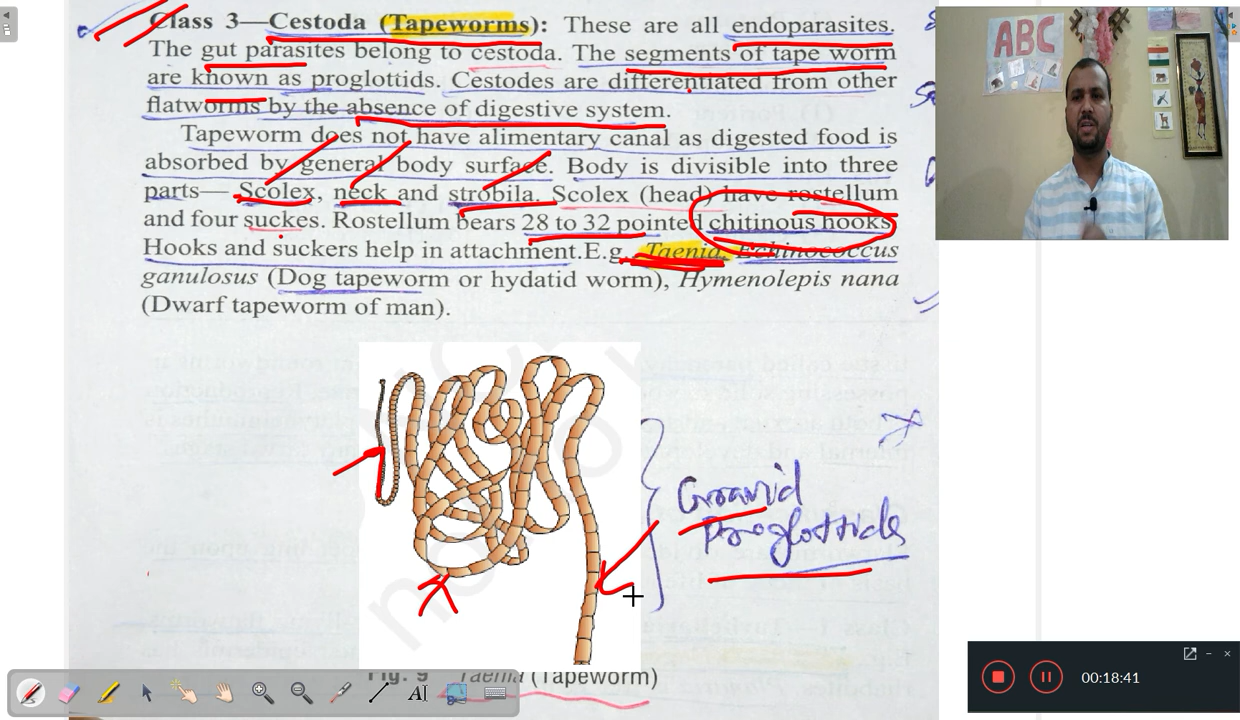 Class 3—Cestoda (Tapeworms): These are all endoparasites.
The gut parasites belong to cestoda. The segments of tape worm
are known as proglottids. Cestodes are differentiated from other
flatworms by the absence of digestive system.
Tapeworm does not have alimentary canal as digested food is
absorbed by general body surface. Body is divisible into three
parts— Scolex, neck and strobila. Scolex (head) have rostellum
and four suckes. Rostellum bears 28 to 32 pointed chitinous hooks
Hooks and suckers help in attachment.E.g. Taenia, Echinococcus
ganulosus (Dog tapeworm or hydatid worm), Hymenolepis nana
(Dwarf tapeworm of man).
ABC
Gravid
Proglottids
Fig. 9 Taenia (Tapeworm)
00:18:41